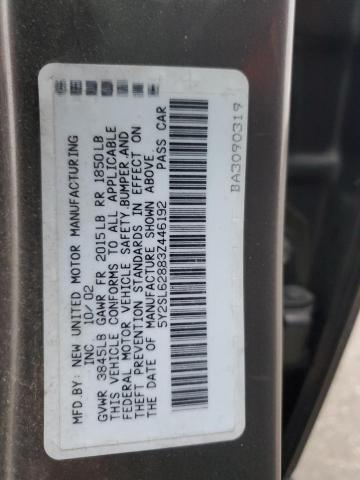 MFD.BY: NEW UNITED MOTOR MANUFACTURING
INC 10/02
GVWR 3845LB GAWR FR 2015LB RR 1850LB
THIS VEHICLE CONFORMS TO ALL APPLICABLE
FEDERAL MOTOR VEHICLE SAFETY,BUMPER,AND
THEFT PREVENTION STANDARDS IN EFFECT ON
THE DATE OF MANUFACTURE SHOWN ABOVE.
5Y2SL62883Z446192 PASS CAR
BA3090319